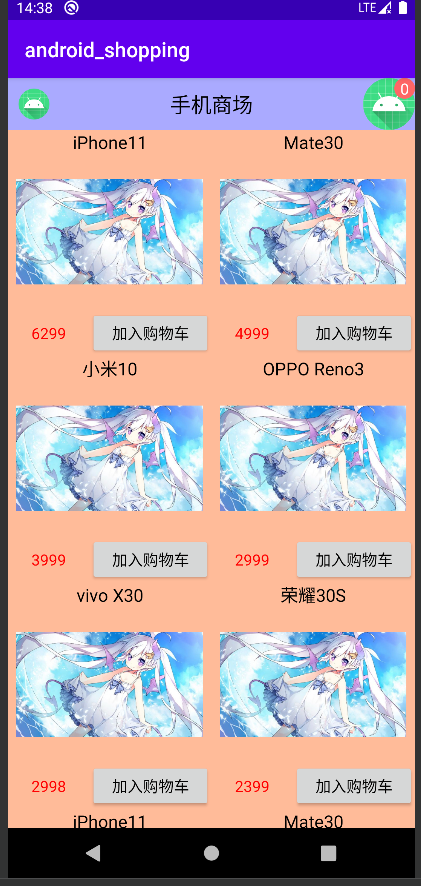 14:38 LTE
android_shopping
手机商场 0
iPhone11 Mate30
6299 加入购物车 4999 加入购物车
小米10 OPPO Reno3
3999 加入购物车 2999 加入购物车
vivo X30 荣耀30S
2998 加入购物车 2399 加入购物车
iPhone11 Mate30